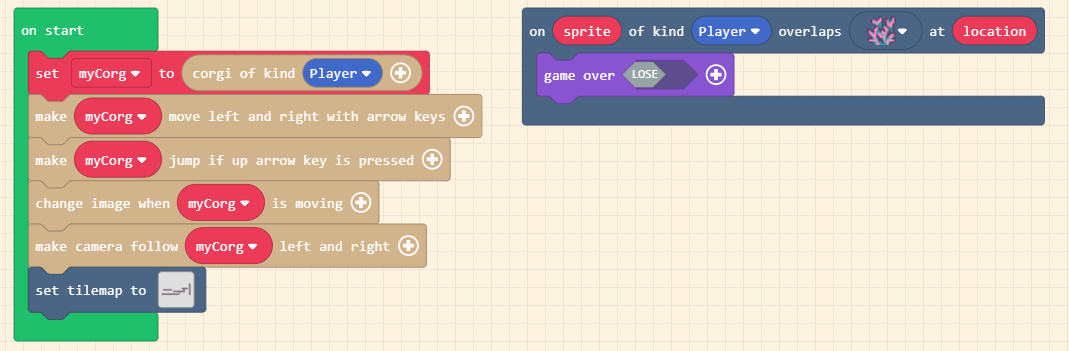 on start
set myCorg to corgi of kind Player
make myCorg move left and right with arrow keys
make myCorg jump if up arrow key is pressed
change image when myCorg is moving
make camera follow myCorg left and right
set tilemap to
on sprite of kind Player overlaps at location
game over LOSE